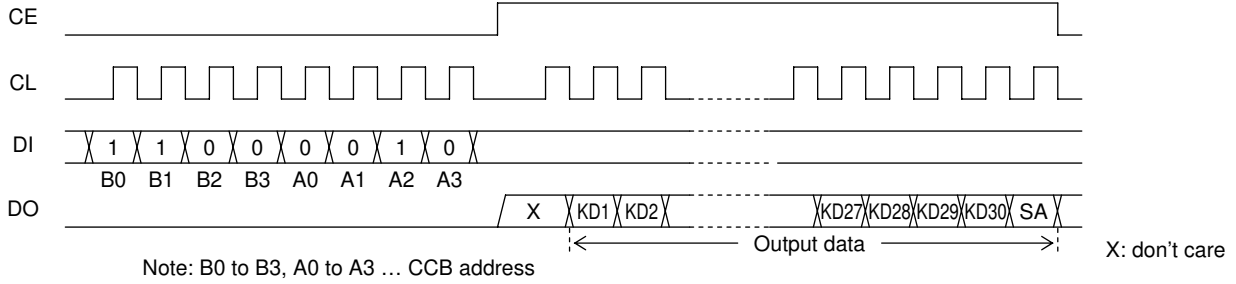 CE
CL
DI
1 1 0 0 0 0 1 0
B0 B1 B2 B3 A0 A1 A2 A3
DO
X KD1 KD2 KD27 KD28 KD29 KD30 SA
Output data
X: don’t care
Note: B0 to B3, A0 to A3 … CCB address